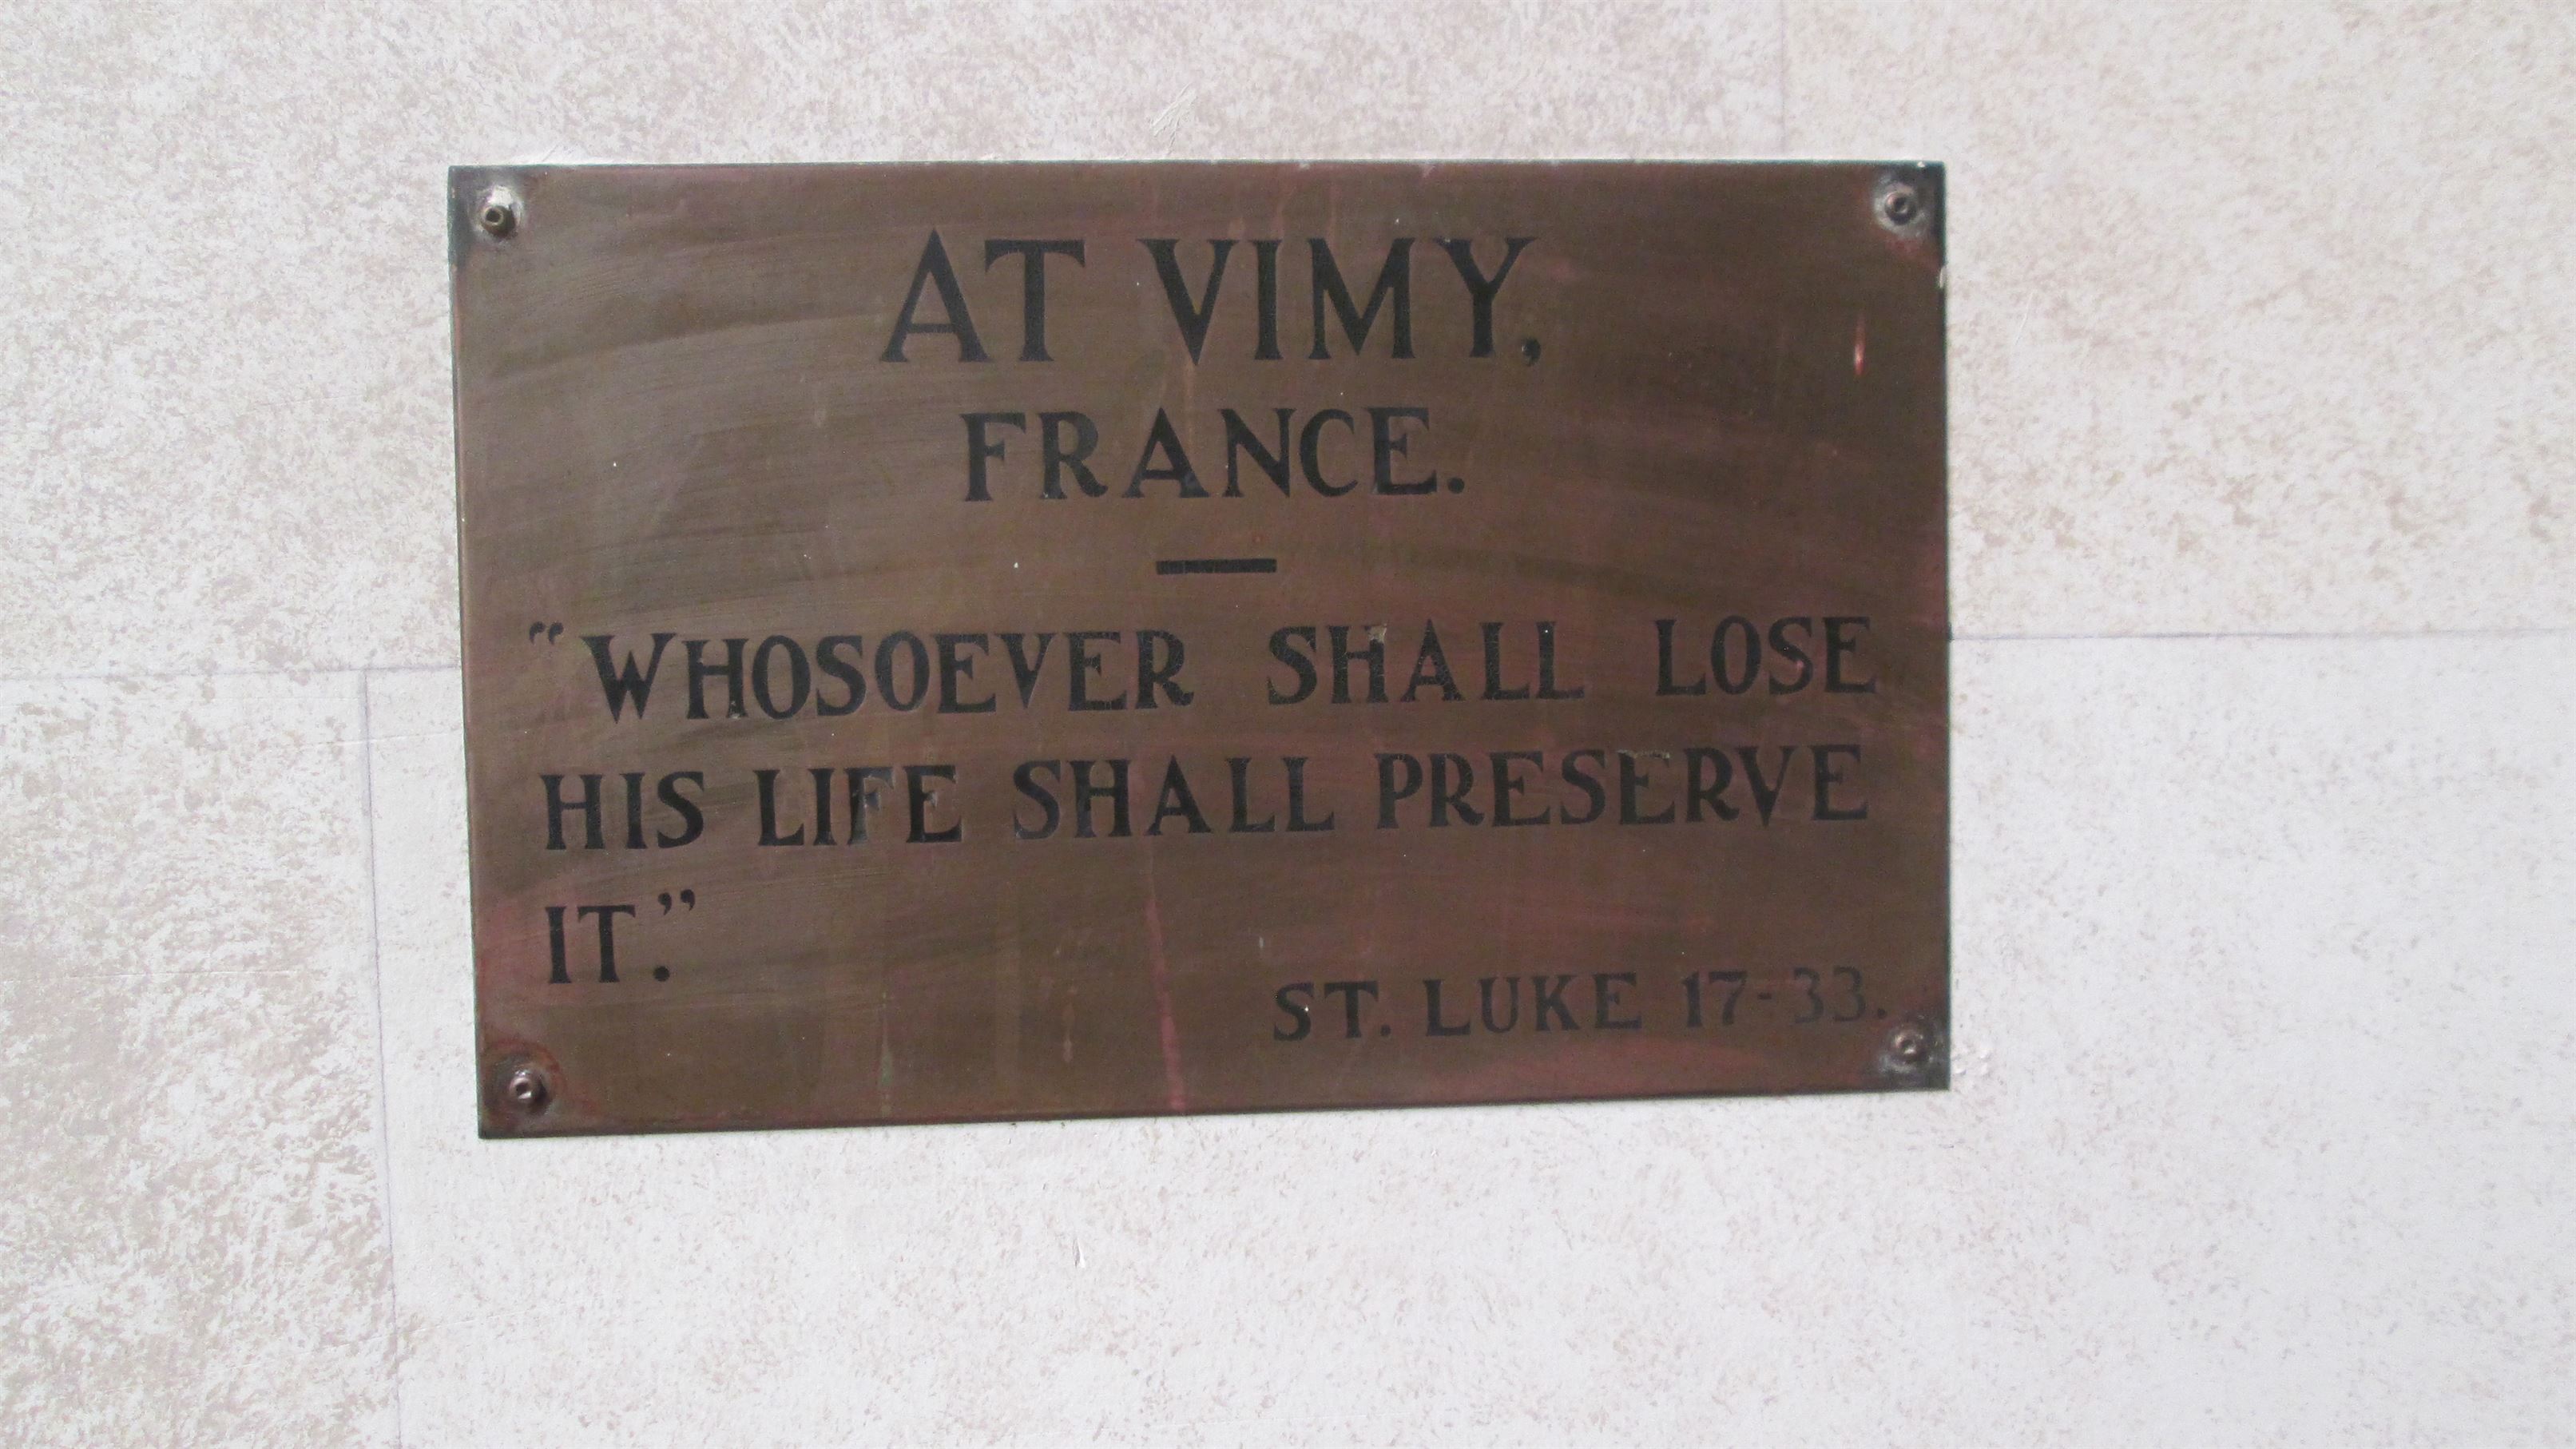 AT VIMY,
FRANCE.
“WHOSOEVER SHALL LOSE
HIS LIFE SHALL PRESERVE
IT.”
ST. LUKE 17-33.